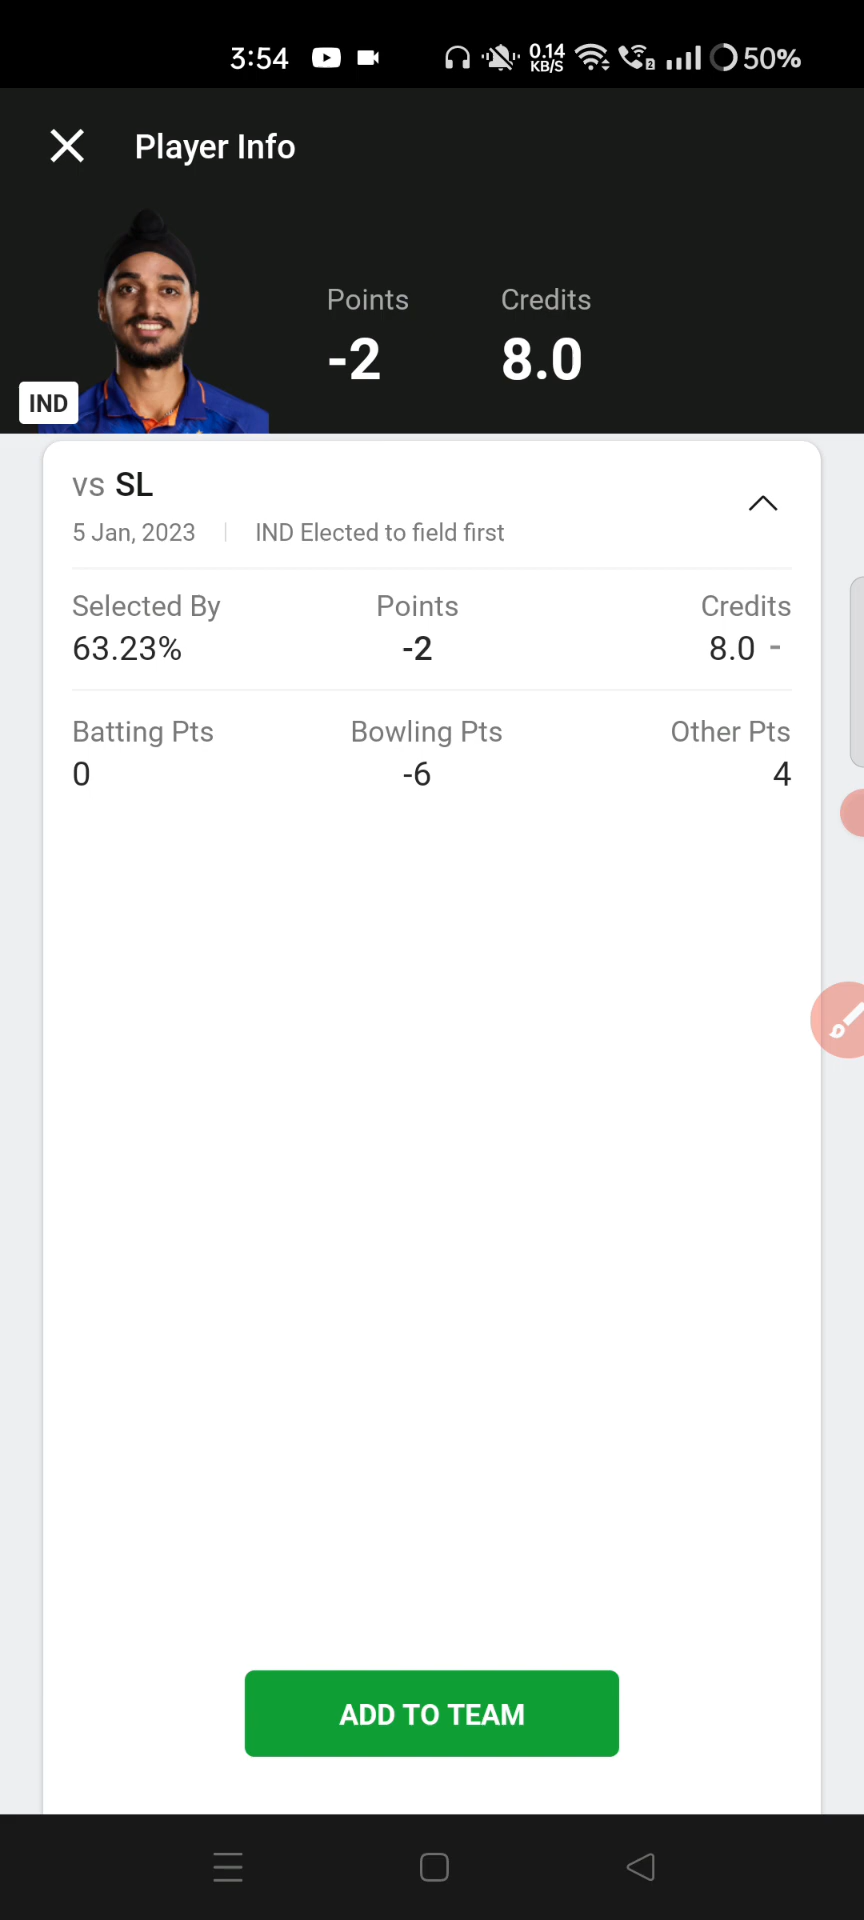 3:54 0.14 KB/S 2 50%
Player Info
Points Credits
-2 8.0
IND
vs SL
5 Jan, 2023 | IND Elected to field first
Selected By Points Credits
63.23% -2 8.0 -
Batting Pts Bowling Pts Other Pts
0 -6 4
ADD TO TEAM